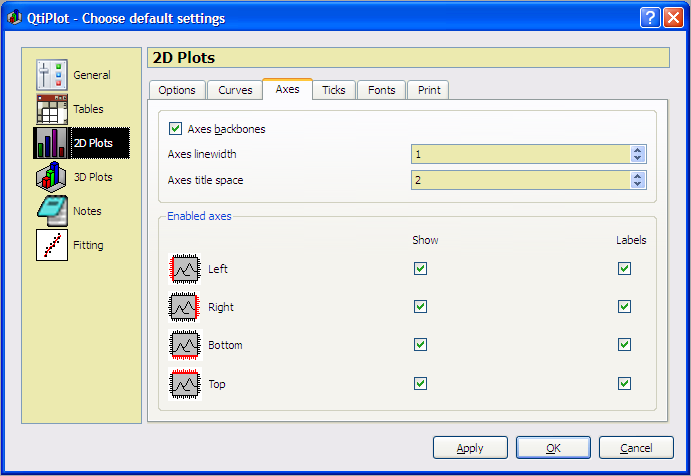 QtiPlot - Choose default settings
General
Tables
2D Plots
3D Plots
Notes
Fitting
2D Plots
Options Curves Axes Ticks Fonts Print
Axes backbones
Axes linewidth 1
Axes title space 2
Enabled axes
Show Labels
Left
Right
Bottom
Top
Apply OK Cancel